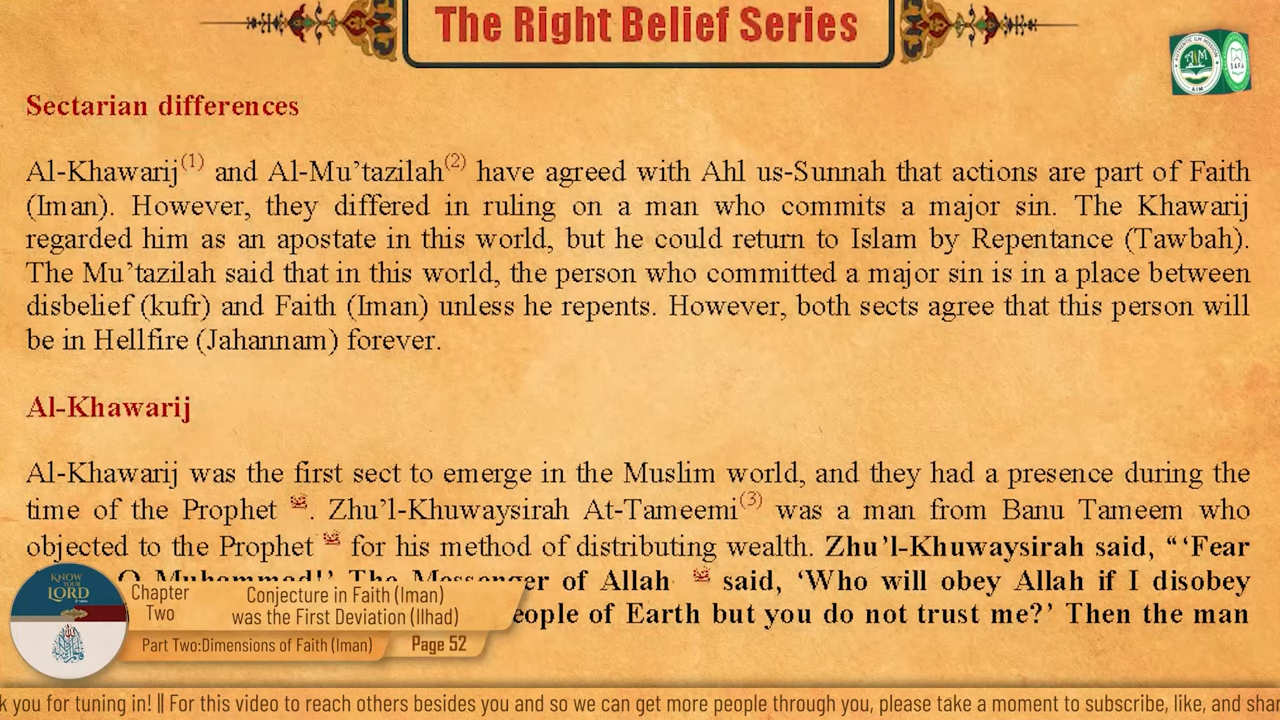 The Right Belief Series
Sectarian differences
Al-Khawarij(1) and Al-Mu’tazilah(2) have agreed with Ahl us-Sunnah that actions are part of Faith
(Iman). However, they differed in ruling on a man who commits a major sin. The Khawarij
regarded him as an apostate in this world, but he could return to Islam by Repentance (Tawbah).
The Mu’tazilah said that in this world, the person who committed a major sin is in a place between
disbelief (kufr) and Faith (Iman) unless he repents. However, both sects agree that this person will
be in Hellfire (Jahannam) forever.
Al-Khawarij
Al-Khawarij was the first sect to emerge in the Muslim world, and they had a presence during the
time of the Prophet ﷺ. Zhu’l-Khuwaysirah At-Tameemi(3) was a man from Banu Tameem who
objected to the Prophet ﷺ for his method of distributing wealth. Zhu’l-Khuwaysirah said, “‘Fear
O Muhammad!’ The Messenger of Allah ﷺ said, ‘Who will obey Allah if I disobey
eople of Earth but you do not trust me?’ Then the man
KNOW
YOUR
LORD
Chapter
Two
Conjecture in Faith (Iman)
was the First Deviation (Ilhad)
Part Two:Dimensions of Faith (Iman)
Page 52
k you for tuning in! || For this video to reach others besides you and so we can get more people through you, please take a moment to subscribe, like, and shar